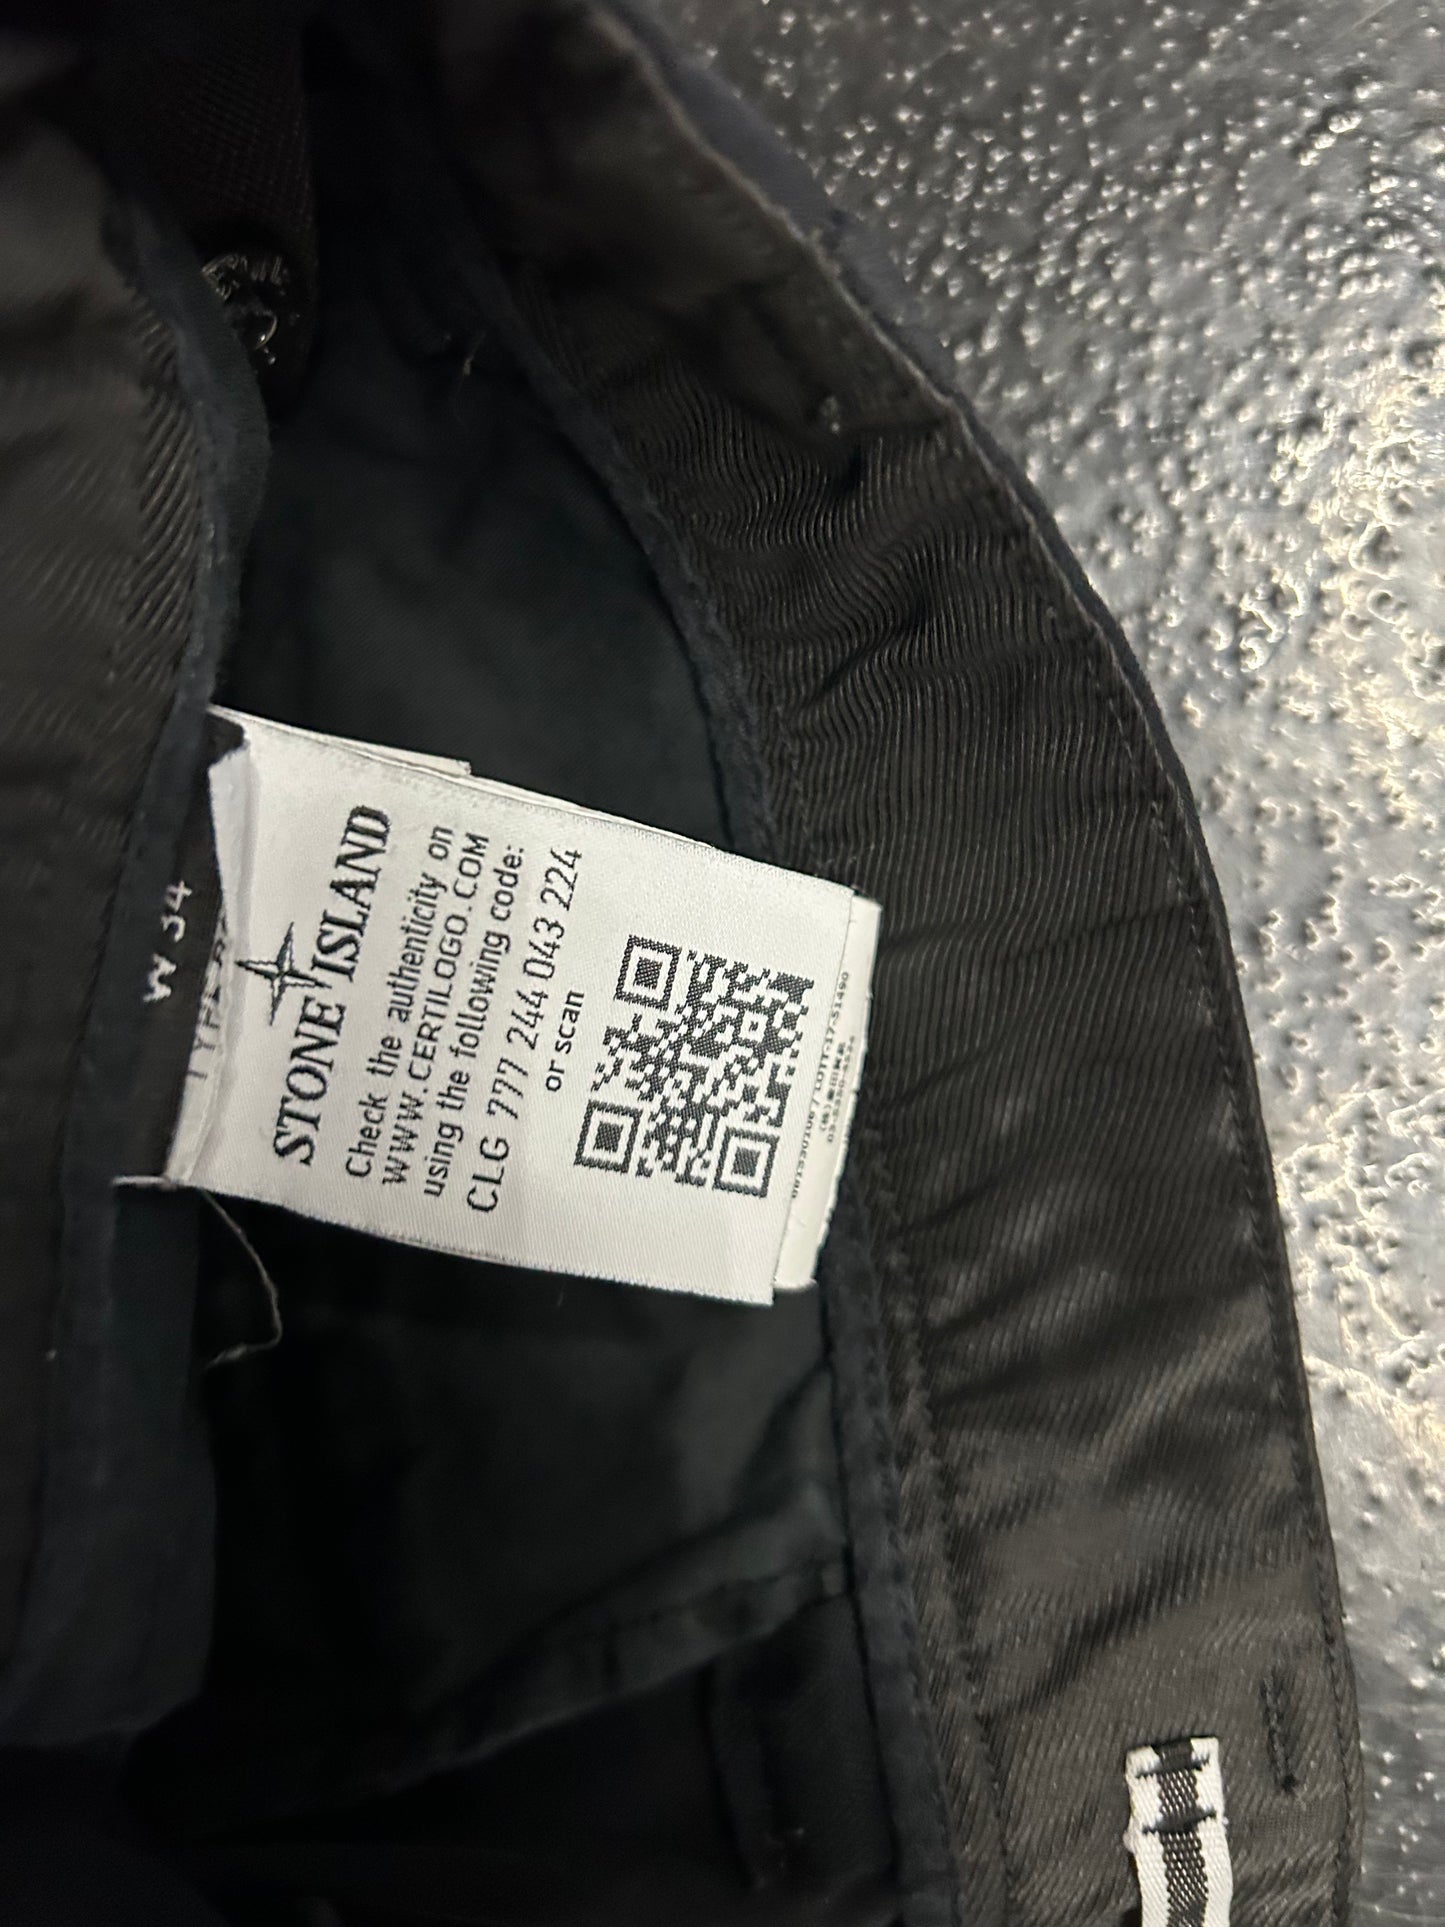 STONE ISLAND
Check the authenticity on
WWW.CERTILOGO.COM
using the following code:
CLG 777 244 043 224
or scan
W 34